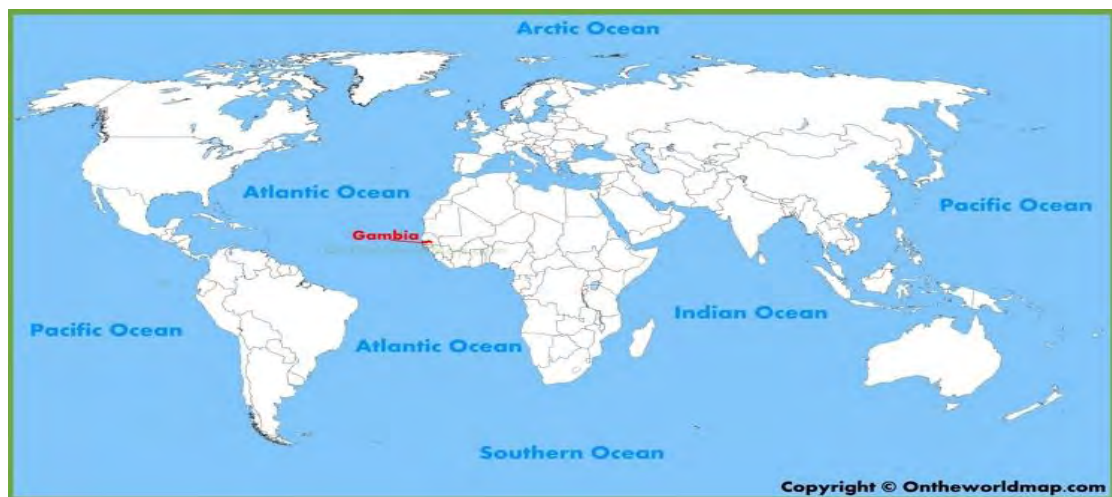 Arctic Ocean
Atlantic Ocean
Pacific Ocean
Gambia
Indian Ocean
Pacific Ocean
Atlantic Ocean
Southern Ocean
Copyright © Ontheworldmap.com